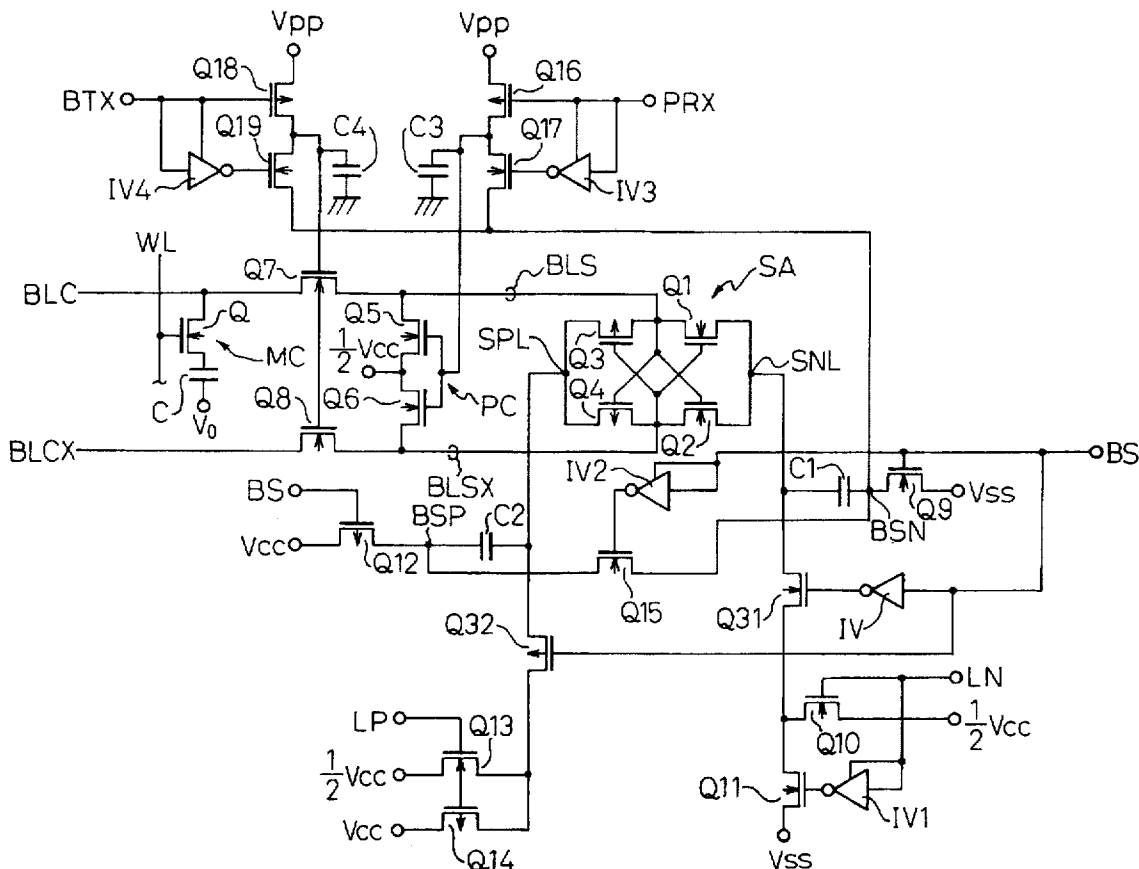 Vpp
Vpp
Q18
Q16
BTX
PRX
Q19
C4
C3
Q17
IV4
IV3
WL
Q7
BLS
SA
BLC
Q
Q5
Q1
1/2 Vcc
SPL
Q3
SNL
MC
Q4
C
Q8
Q6
PC
V0
Q2
BLCX
IV2
C1
BS
BLSX
BS
BSP
C2
Vss
Q9
BSN
Vcc
Q12
Q15
Q31
IV
Q32
LN
LP
Q13
Q10
1/2 Vcc
1/2 Vcc
Q11
IV1
Vcc
Q14
Vss